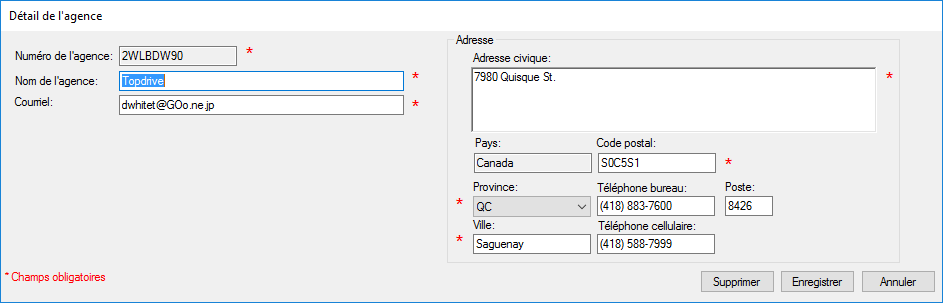 Détail de l'agence
Numéro de l'agence: 2WLBDW90 *
Nom de l'agence: Topdrive *
Courriel: dwhitet@GOo.ne.jp *
Adresse
Adresse civique:
7980 Quisque St. *
Pays: Code postal:
Canada S0C5S1 *
Province: Téléphone bureau: Poste:
* QC (418) 883-7600 8426
Ville: Téléphone cellulaire:
* Saguenay (418) 588-7999
* Champs obligatoires
Supprimer Enregistrer Annuler